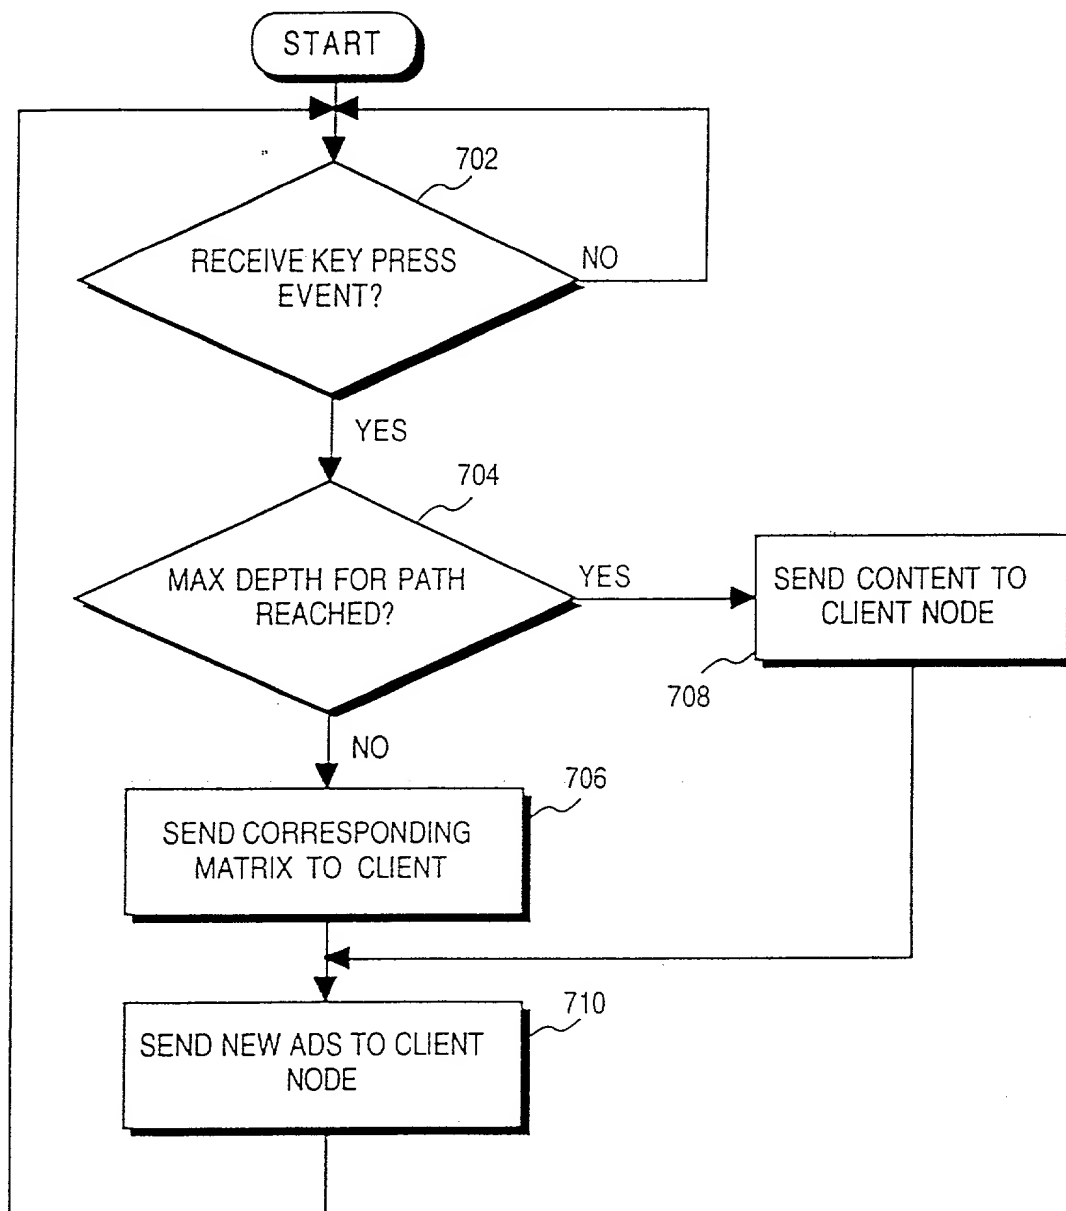 START
702
RECEIVE KEY PRESS
EVENT?
NO
YES
704
MAX DEPTH FOR PATH
REACHED?
YES
SEND CONTENT TO
CLIENT NODE
708
NO
706
SEND CORRESPONDING
MATRIX TO CLIENT
710
SEND NEW ADS TO CLIENT
NODE